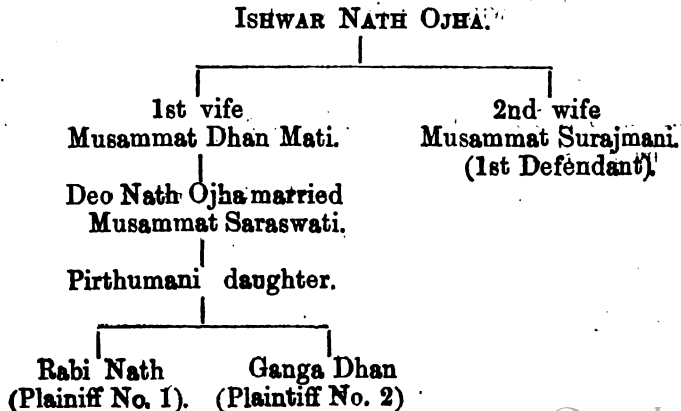 ISHWAR NATH OJHA.
1st vife
Musammat Dhan Mati.
2nd wife
Musammat Surajmani.
(1st Defendant).
Deo Nath Ojha married
Musammat Saraswati.
Pirthumani daughter.
Rabi Nath
(Plainiff No. 1).
Ganga Dhan
(Plaintiff No. 2)